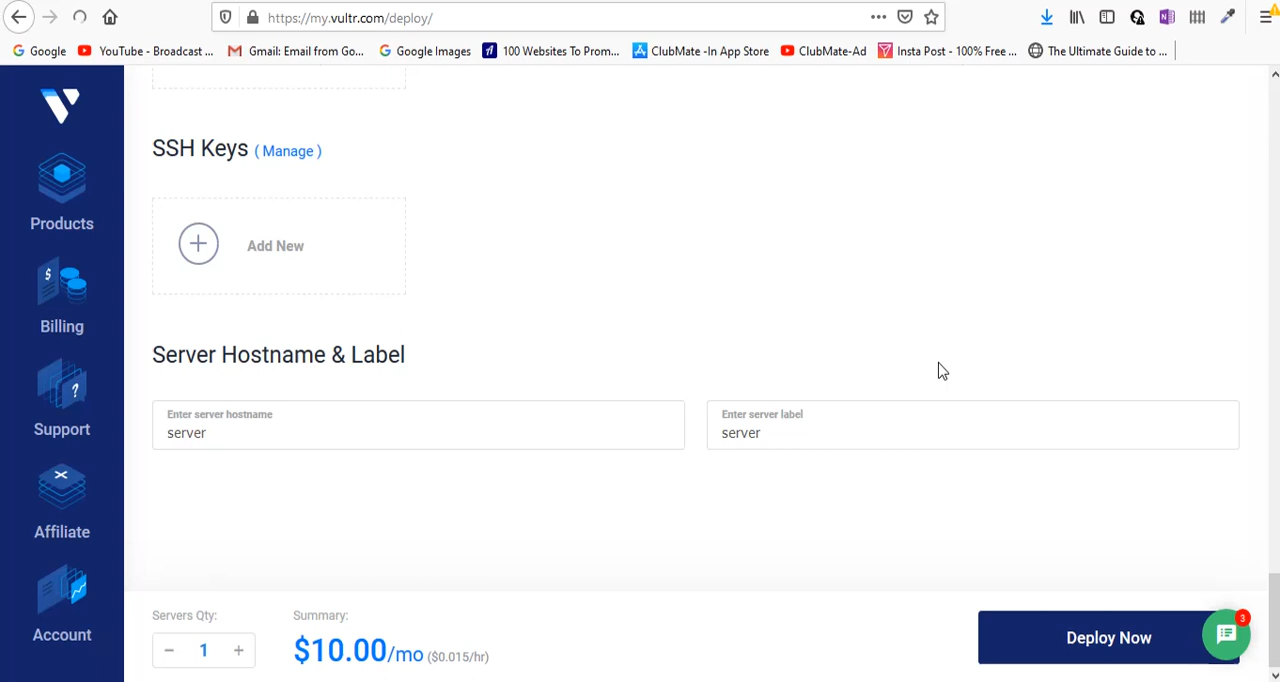 https://my.vultr.com/deploy/
Google
YouTube - Broadcast ...
Gmail: Email from Go...
Google Images
100 Websites To Prom...
ClubMate -In App Store
ClubMate-Ad
Insta Post - 100% Free ...
The Ultimate Guide to ...
Products
Billing
Support
Affiliate
Account
SSH Keys ( Manage )
Add New
Server Hostname & Label
Enter server hostname
server
Enter server label
server
Servers Qty:
1
Summary:
$10.00/mo ($0.015/hr)
Deploy Now
3